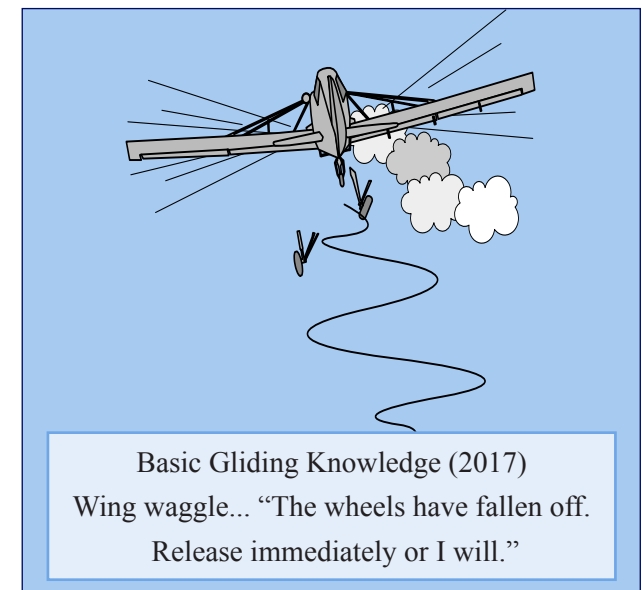 Basic Gliding Knowledge (2017)
Wing waggle... “The wheels have fallen off.
Release immediately or I will.”